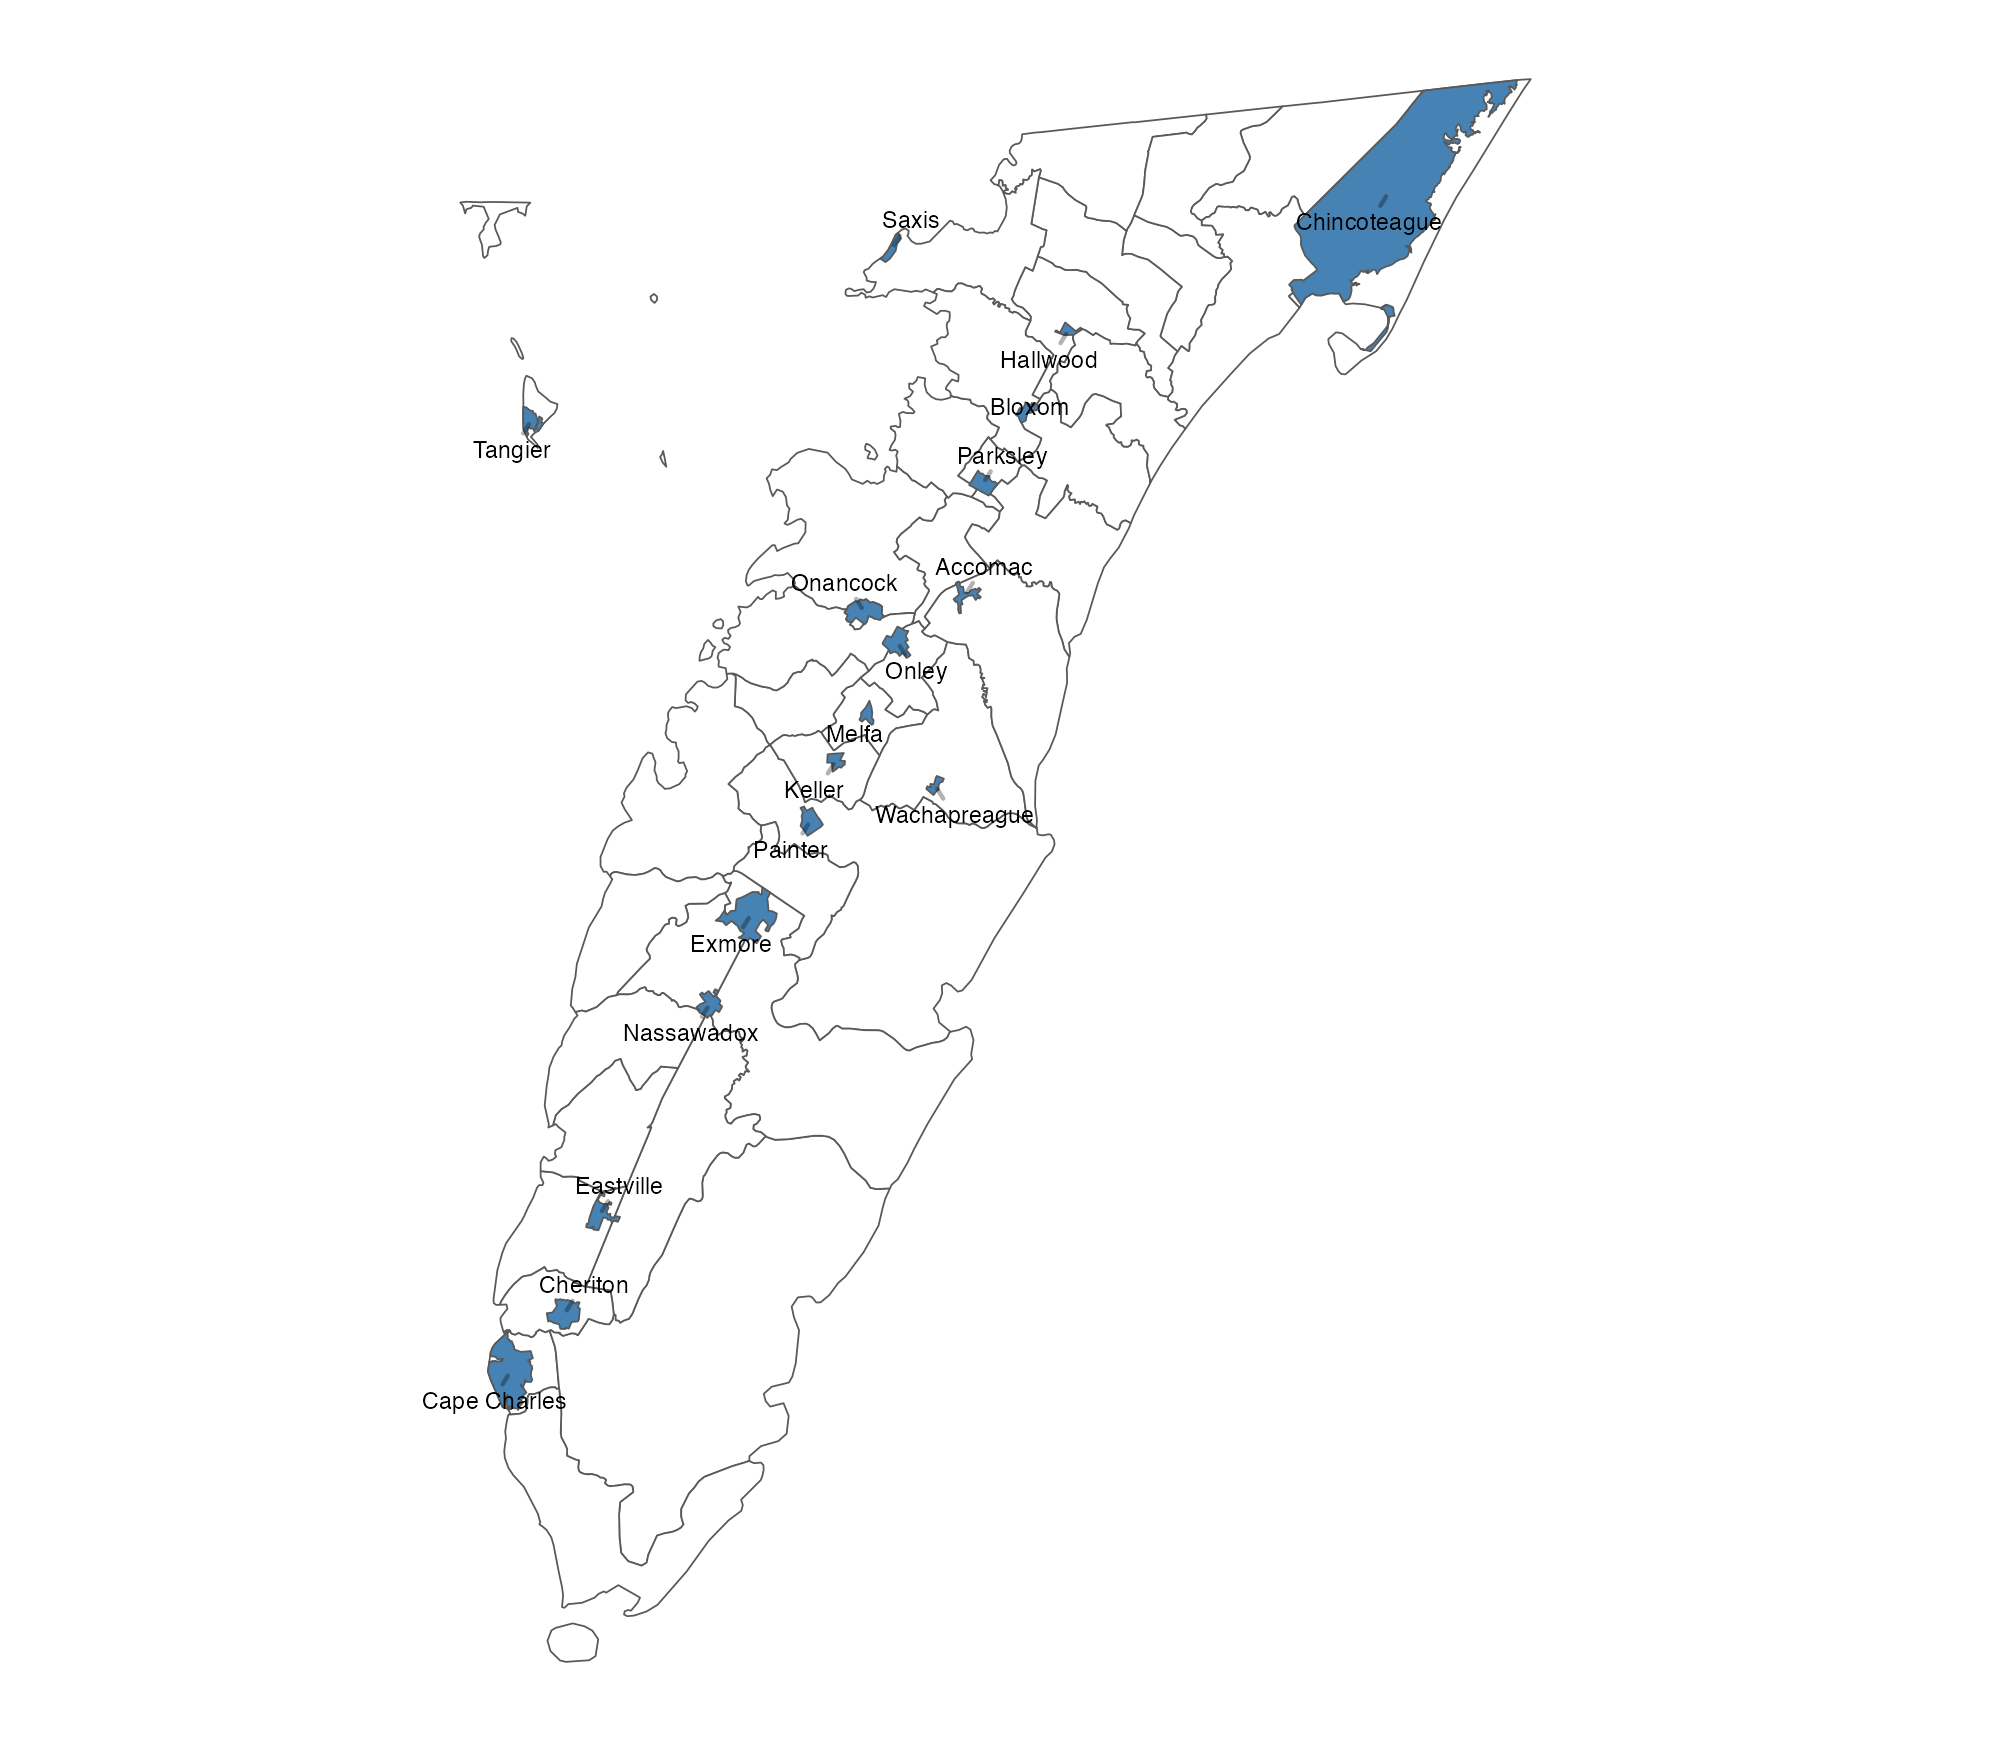 Saxis
Chincoteague
Hallwood
Bloxom
Tangier
Parksley
Accomac
Onancock
Onley
Melfa
Keller
Wachapreague
Painter
Exmore
Nassawadox
Eastville
Cheriton
Cape Charles